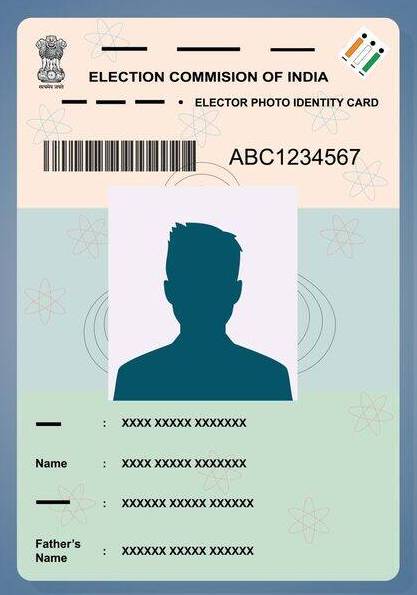 ELECTION COMMISION OF INDIA
ELECTOR PHOTO IDENTITY CARD
ABC1234567
सत्यमेव जयते
: XXXX XXXXX XXXXXXX
Name : XXXX XXXXX XXXXXXX
: XXXXXX XXXXX XXXXXX
Father's
Name : XXXXXX XXXXX XXXXXX